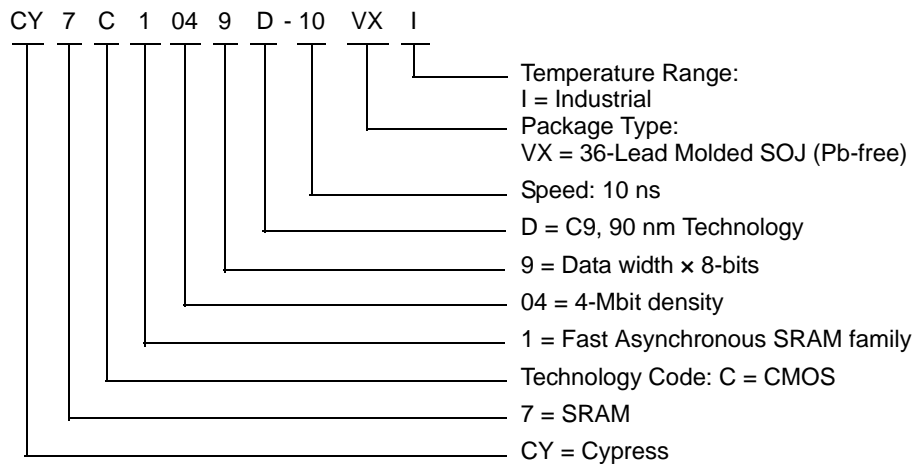 CY 7 C 1 04 9 D - 10 VX I
Temperature Range:
I = Industrial
Package Type:
VX = 36-Lead Molded SOJ (Pb-free)
Speed: 10 ns
D = C9, 90 nm Technology
9 = Data width × 8-bits
04 = 4-Mbit density
1 = Fast Asynchronous SRAM family
Technology Code: C = CMOS
7 = SRAM
CY = Cypress